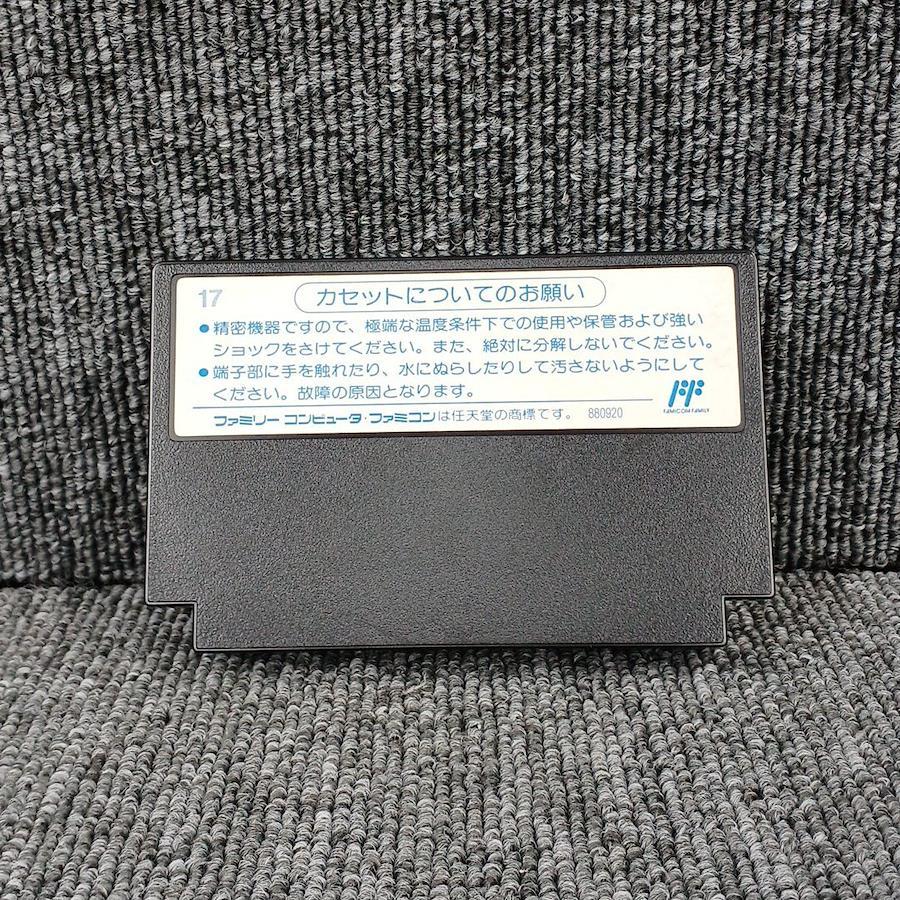 17
カセットについてのお願い
●精密機器ですので、極端な温度条件下での使用や保管および強い
ショックをさけてください。また、絶対に分解しないでください。
●端子部に手を触れたり、水にぬらしたりして汚さないようにして
ください。故障の原因となります。
FAMICOM FAMILY
ファミリー コンピュータ・ファミコンは任天堂の商標です。 880920